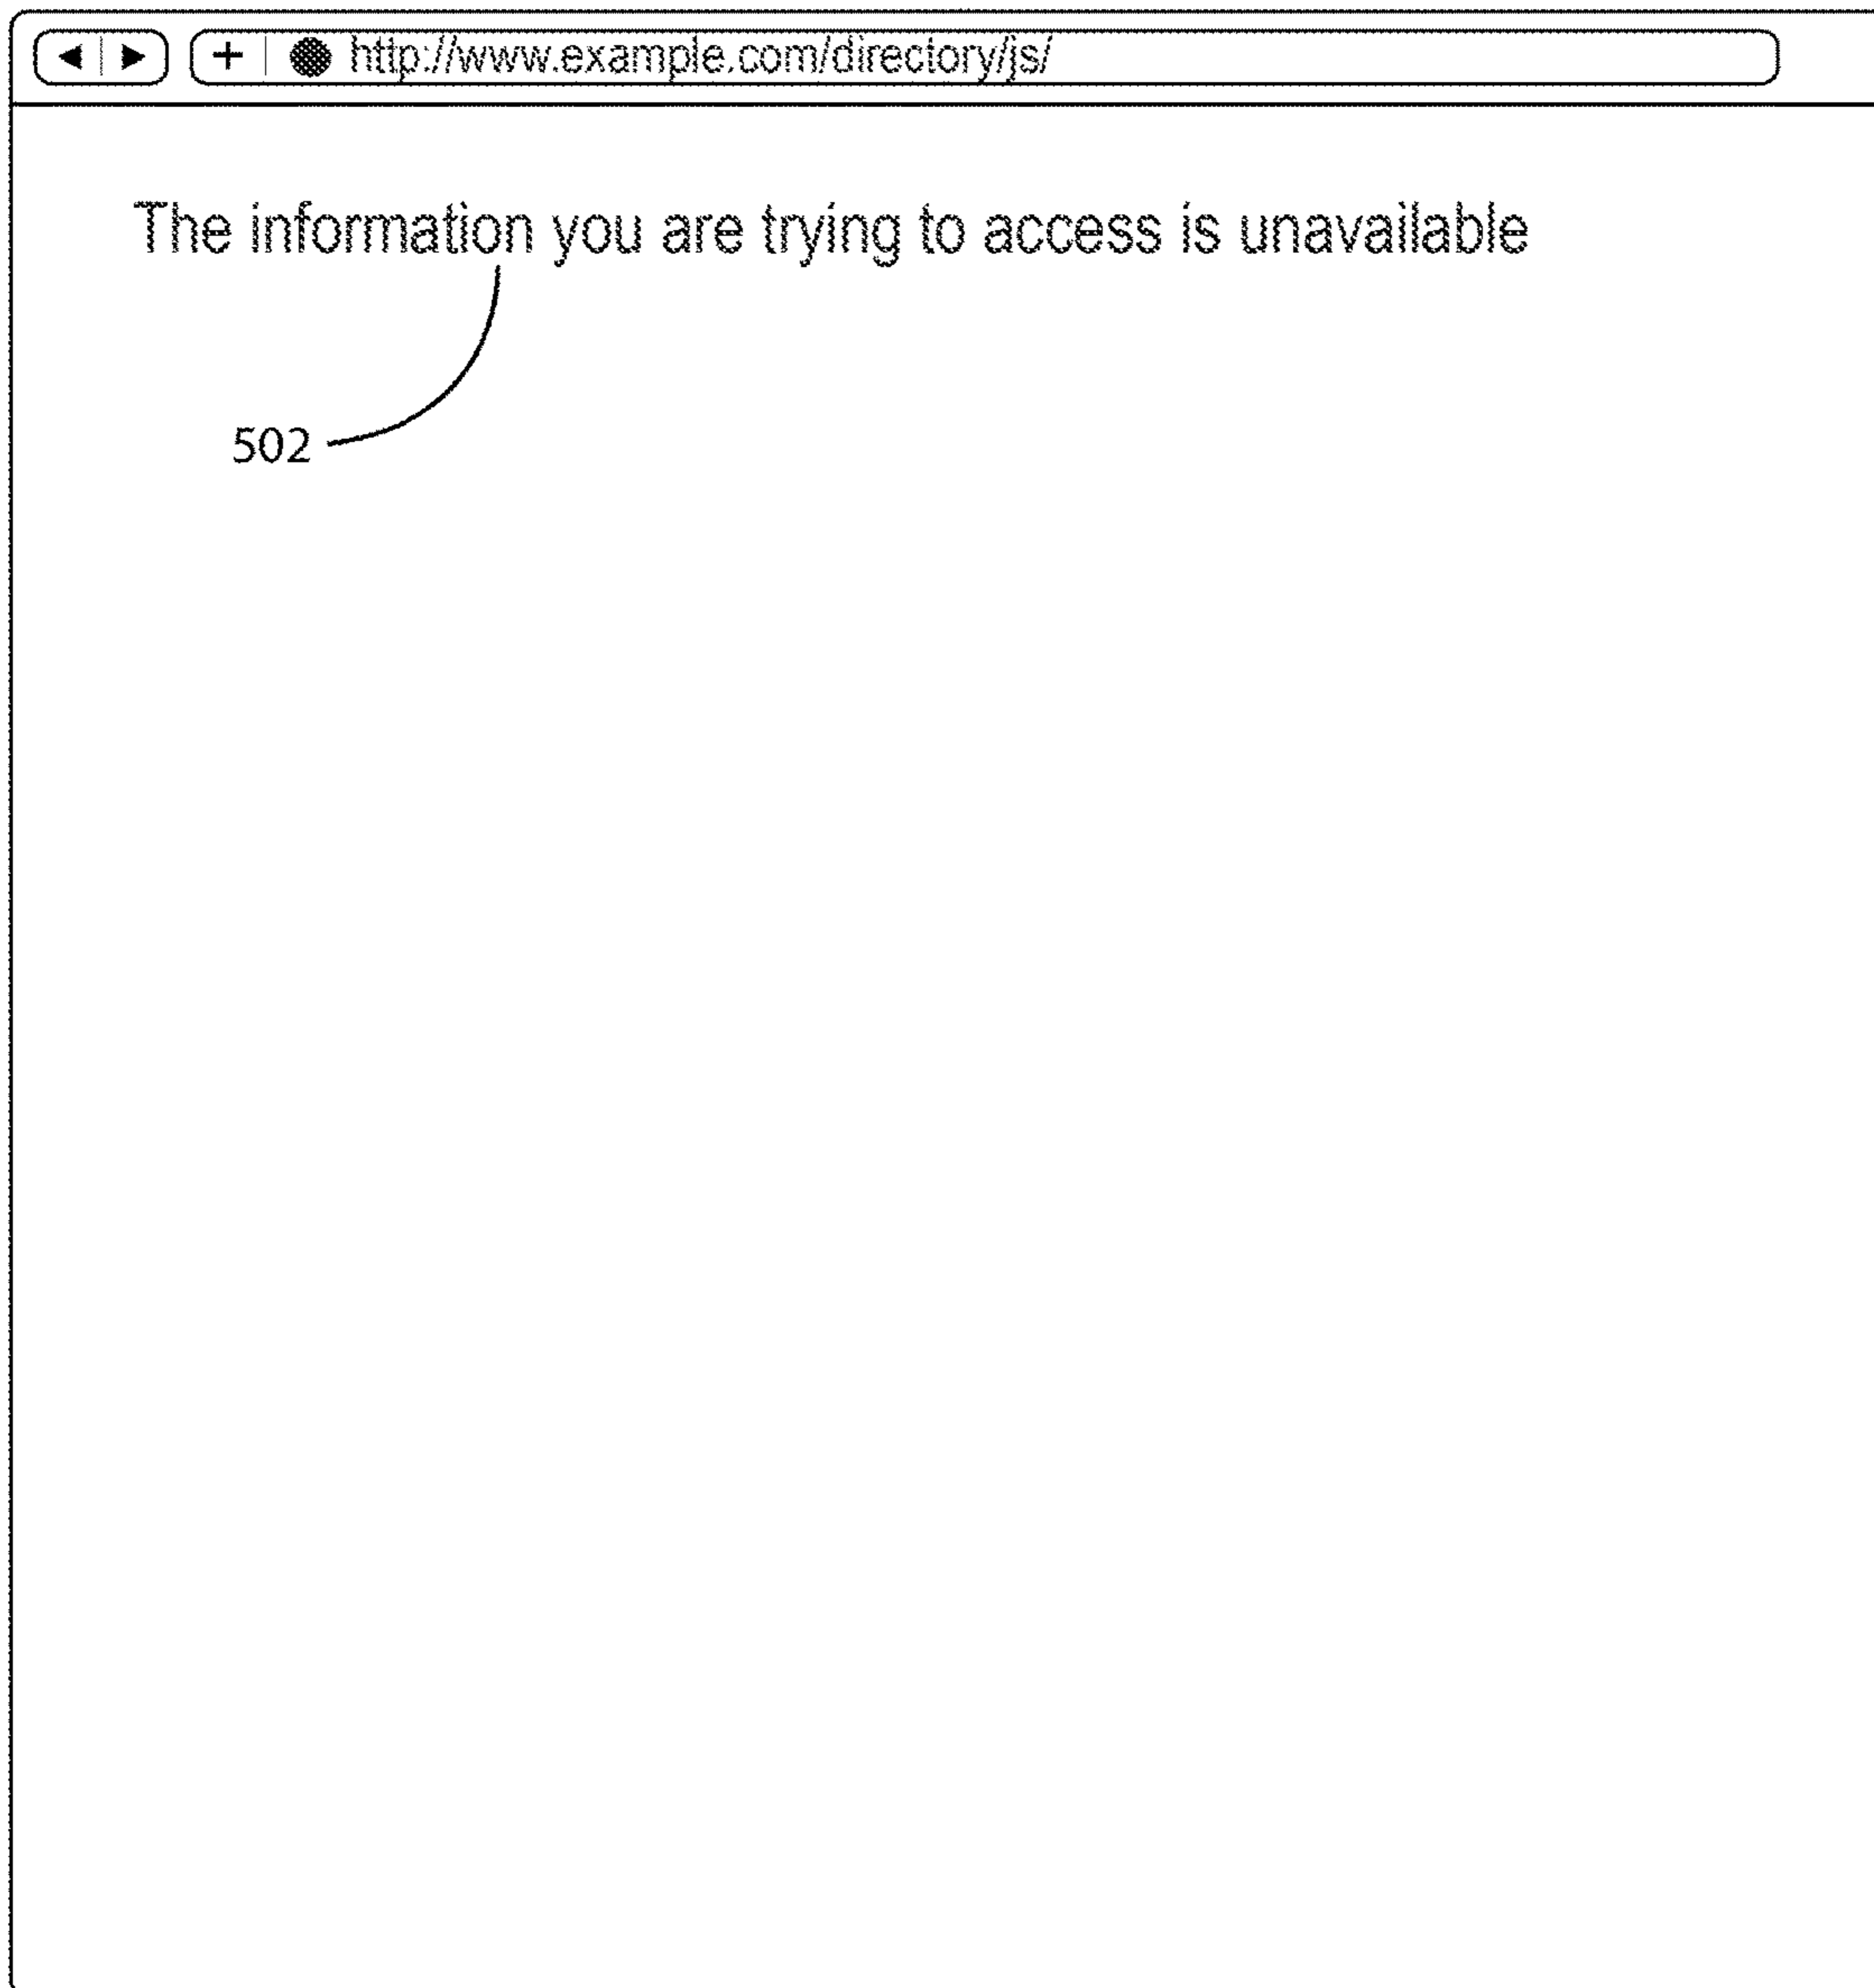 http://www.example.com/directory/js/
The information you are trying to access is unavailable
502